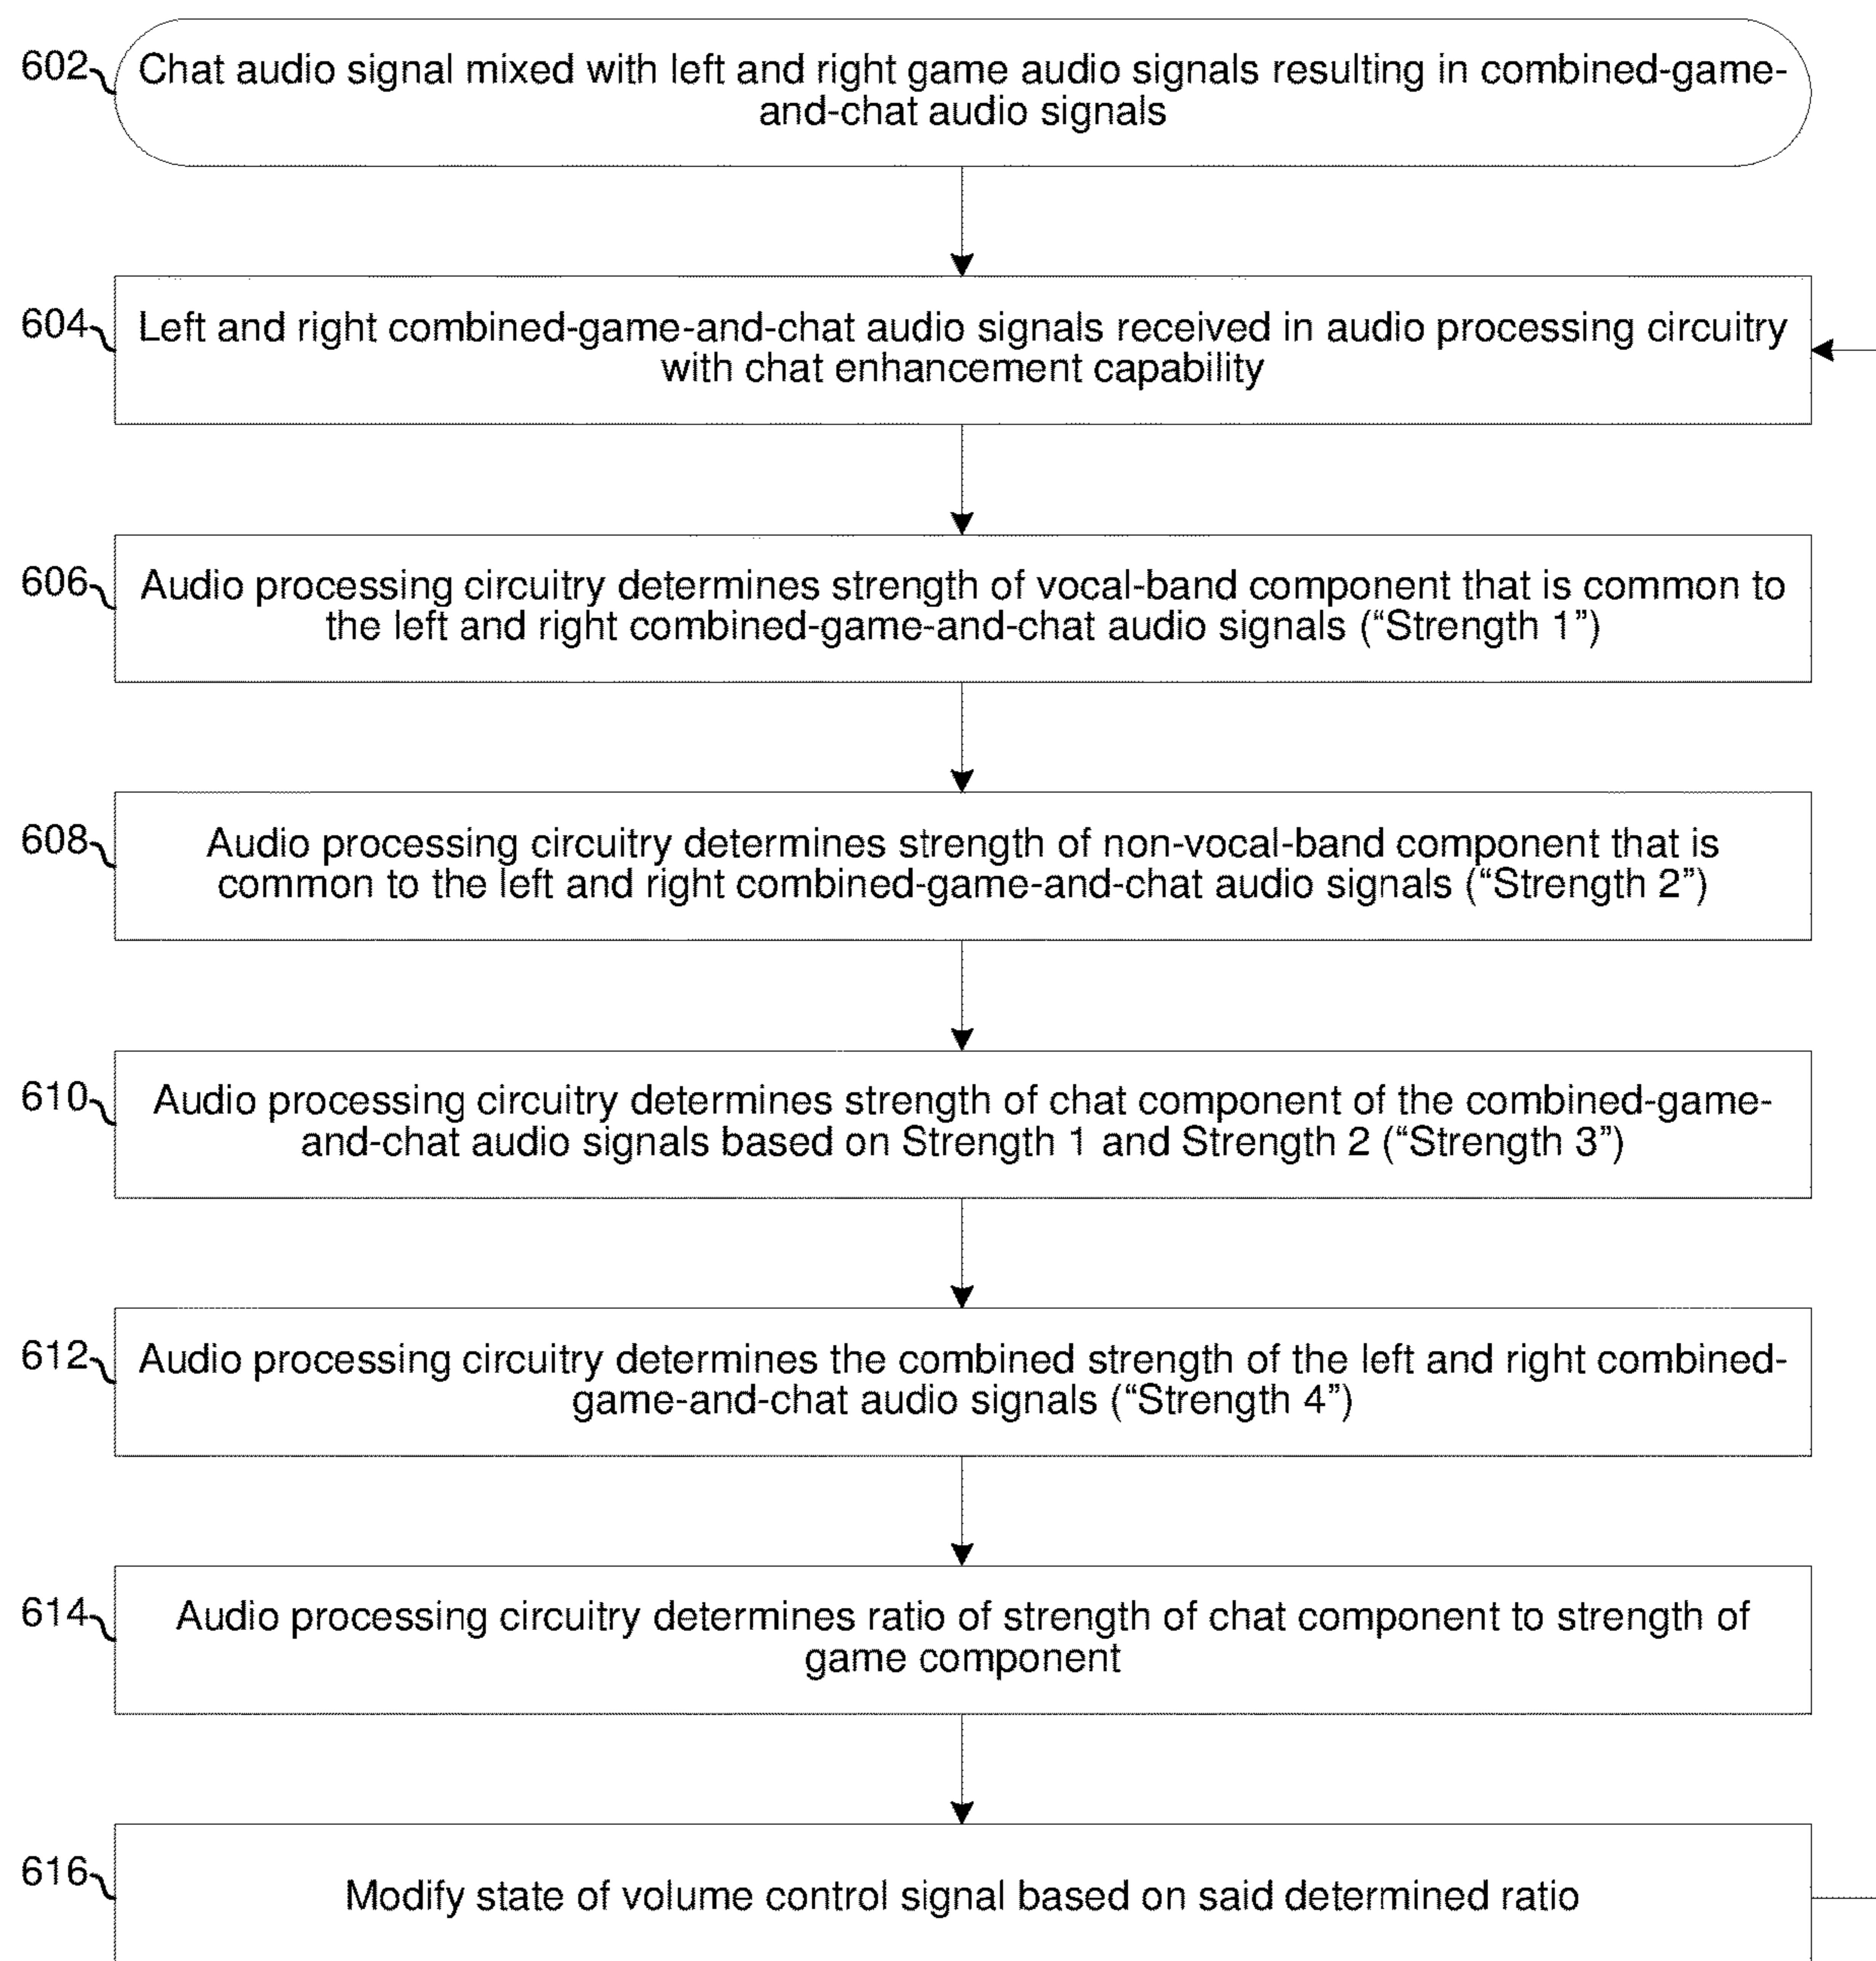 602
Chat audio signal mixed with left and right game audio signals resulting in combined-game-
and-chat audio signals
604
Left and right combined-game-and-chat audio signals received in audio processing circuitry
with chat enhancement capability
606
Audio processing circuitry determines strength of vocal-band component that is common to
the left and right combined-game-and-chat audio signals (“Strength 1”)
608
Audio processing circuitry determines strength of non-vocal-band component that is
common to the left and right combined-game-and-chat audio signals (“Strength 2”)
610
Audio processing circuitry determines strength of chat component of the combined-game-
and-chat audio signals based on Strength 1 and Strength 2 (“Strength 3”)
612
Audio processing circuitry determines the combined strength of the left and right combined-
game-and-chat audio signals (“Strength 4”)
614
Audio processing circuitry determines ratio of strength of chat component to strength of
game component
616
Modify state of volume control signal based on said determined ratio